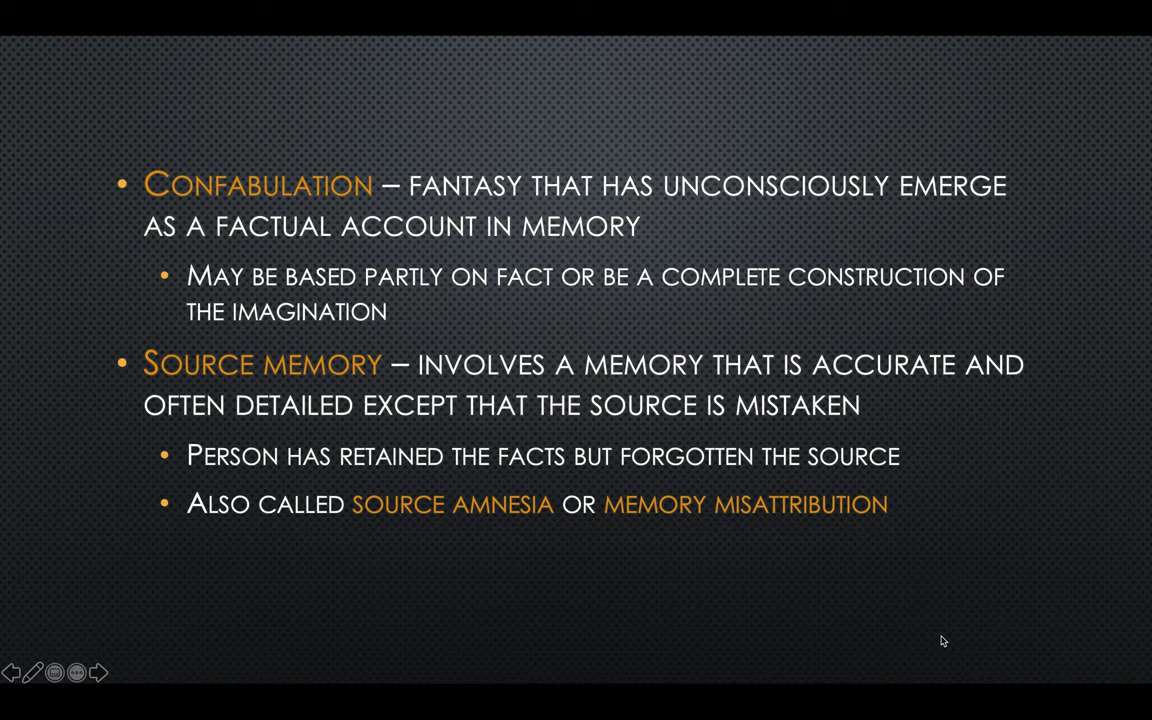 • Confabulation – fantasy that has unconsciously emerge
as a factual account in memory
• May be based partly on fact or be a complete construction of
the imagination
• Source memory – involves a memory that is accurate and
often detailed except that the source is mistaken
• Person has retained the facts but forgotten the source
• Also called source amnesia or memory misattribution